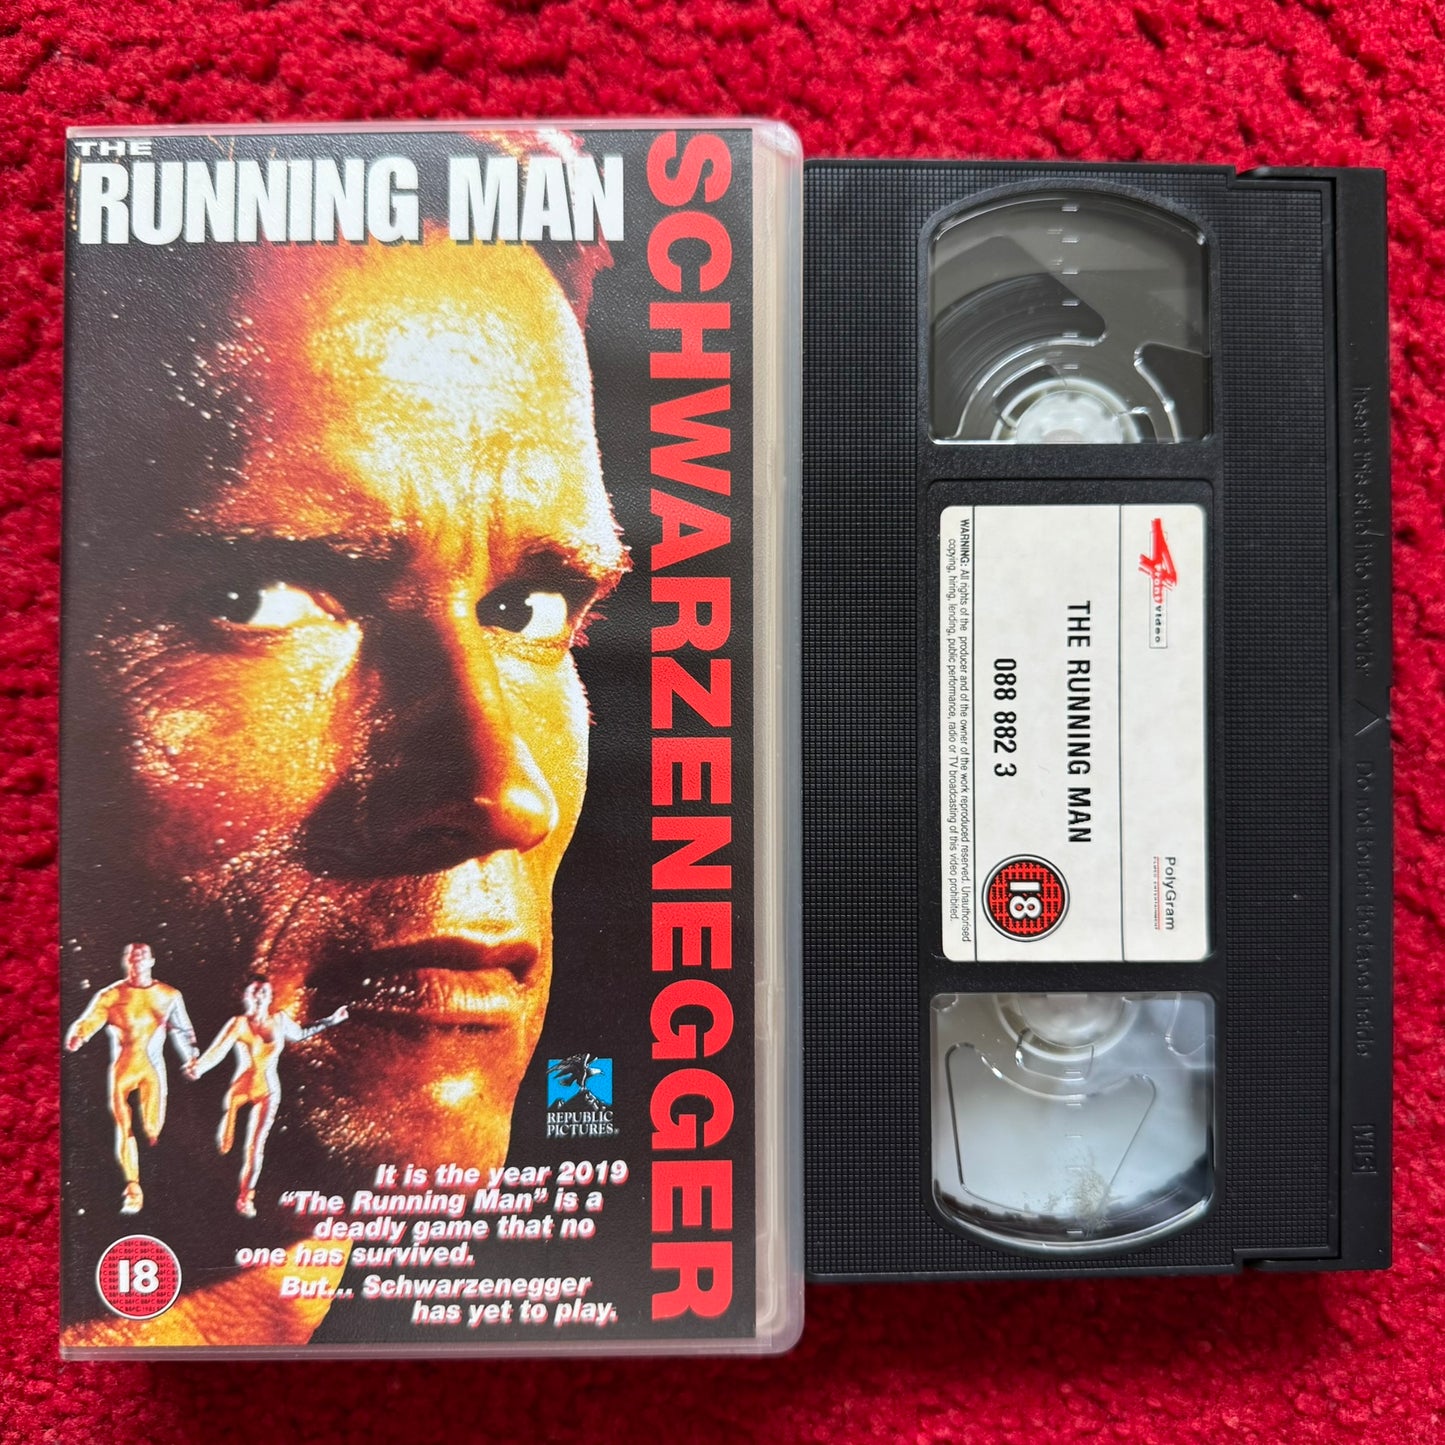 THE
RUNNING MAN
SCHWARZENEGGER
REPUBLIC
PICTURES®
It is the year 2019
“The Running Man” is a
deadly game that no
one has survived.
But... Schwarzenegger
has yet to play.
18
Front video
PolyGram
FILMED ENTERTAINMENT
THE RUNNING MAN
088 882 3
18
WARNING: All rights of the producer and of the owner of the work reproduced reserved. Unauthorised
copying, hiring, lending, public performance, radio or TV broadcasting of this video prohibited.
Insert this side into recorder
Do not touch the tape inside
VHS